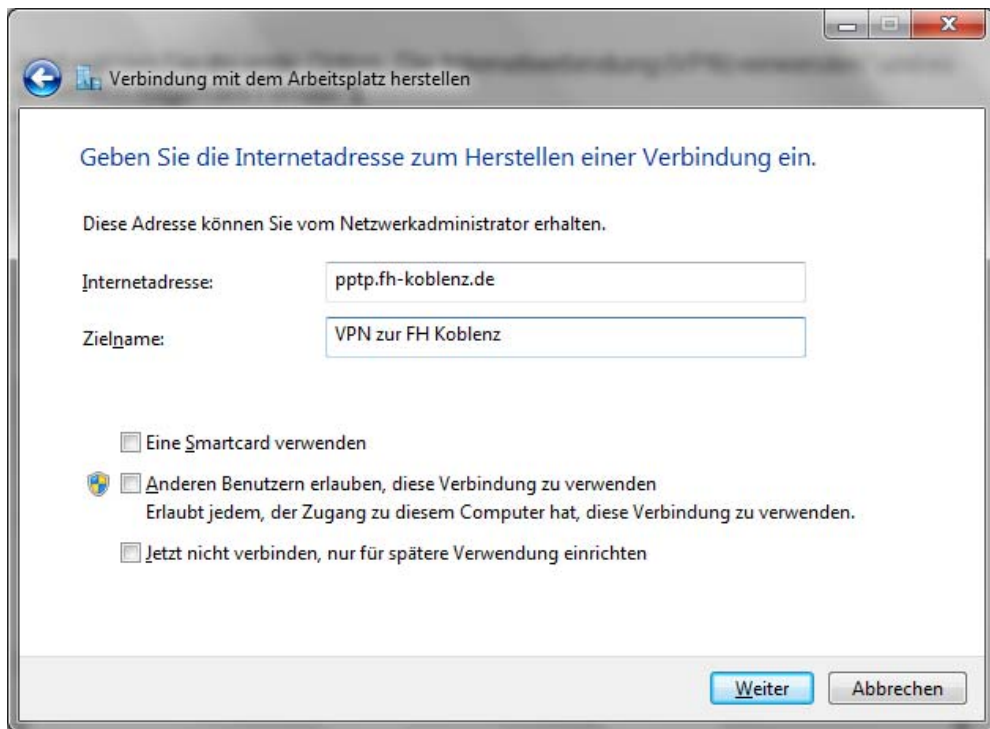 Verbindung mit dem Arbeitsplatz herstellen
Geben Sie die Internetadresse zum Herstellen einer Verbindung ein.
Diese Adresse können Sie vom Netzwerkadministrator erhalten.
Internetadresse: pptp.fh-koblenz.de
Zielname: VPN zur FH Koblenz
Eine Smartcard verwenden
Anderen Benutzern erlauben, diese Verbindung zu verwenden
Erlaubt jedem, der Zugang zu diesem Computer hat, diese Verbindung zu verwenden.
Jetzt nicht verbinden, nur für spätere Verwendung einrichten
Weiter Abbrechen